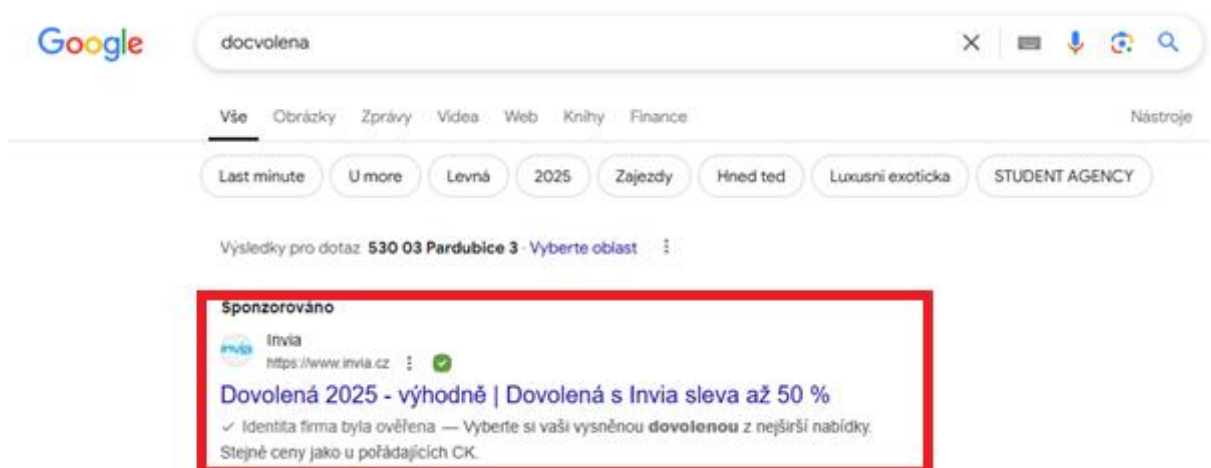 Google
docvolena
Vše Obrázky Zprávy Videa Web Knihy Finance Nástroje
Last minute U more Levná 2025 Zajezdy Hned ted Luxusni exoticka STUDENT AGENCY
Výsledky pro dotaz 530 03 Pardubice 3 · Vyberte oblast
Sponzorováno
invia Invia
https://www.invia.cz
Dovolená 2025 - výhodně | Dovolená s Invia sleva až 50 %
✓ Identita firma byla ověřena — Vyberte si vaši vysněnou dovolenou z nejširší nabídky.
Stejné ceny jako u pořádajících CK.